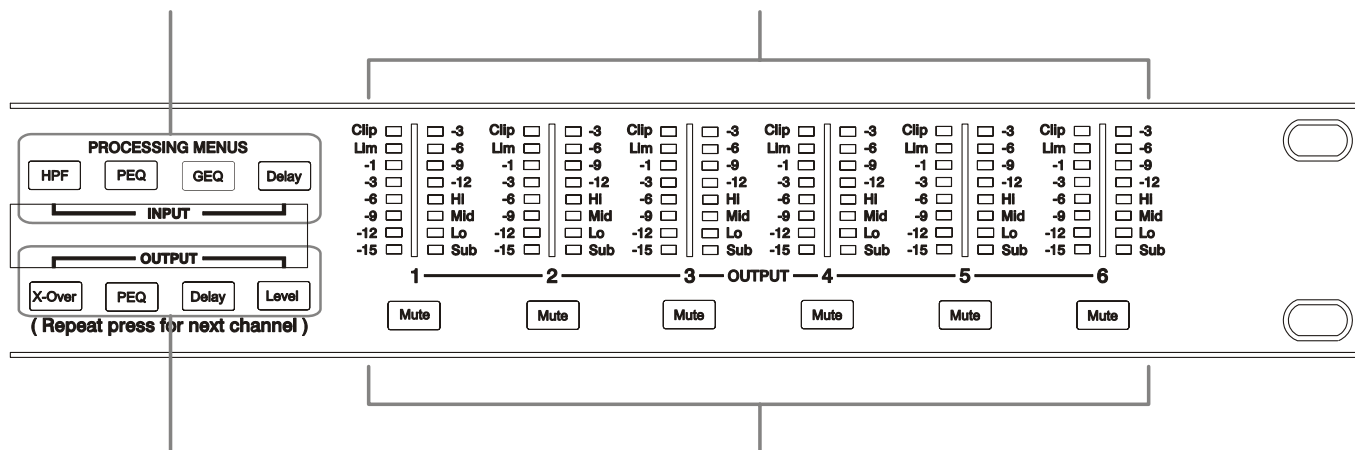 PROCESSING MENUS
HPF PEQ GEQ Delay
INPUT
OUTPUT
X-Over PEQ Delay Level
( Repeat press for next channel )
Clip -3 Clip -3 Clip -3 Clip -3 Clip -3 Clip -3
Lim -6 Lim -6 Lim -6 Lim -6 Lim -6 Lim -6
-1 -9 -1 -9 -1 -9 -1 -9 -1 -9 -1 -9
-3 -12 -3 -12 -3 -12 -3 -12 -3 -12 -3 -12
-6 HI -6 HI -6 HI -6 HI -6 HI -6 HI
-9 Mid -9 Mid -9 Mid -9 Mid -9 Mid -9 Mid
-12 Lo -12 Lo -12 Lo -12 Lo -12 Lo -12 Lo
-15 Sub -15 Sub -15 Sub -15 Sub -15 Sub -15 Sub
1 2 3 OUTPUT 4 5 6
Mute Mute Mute Mute Mute Mute